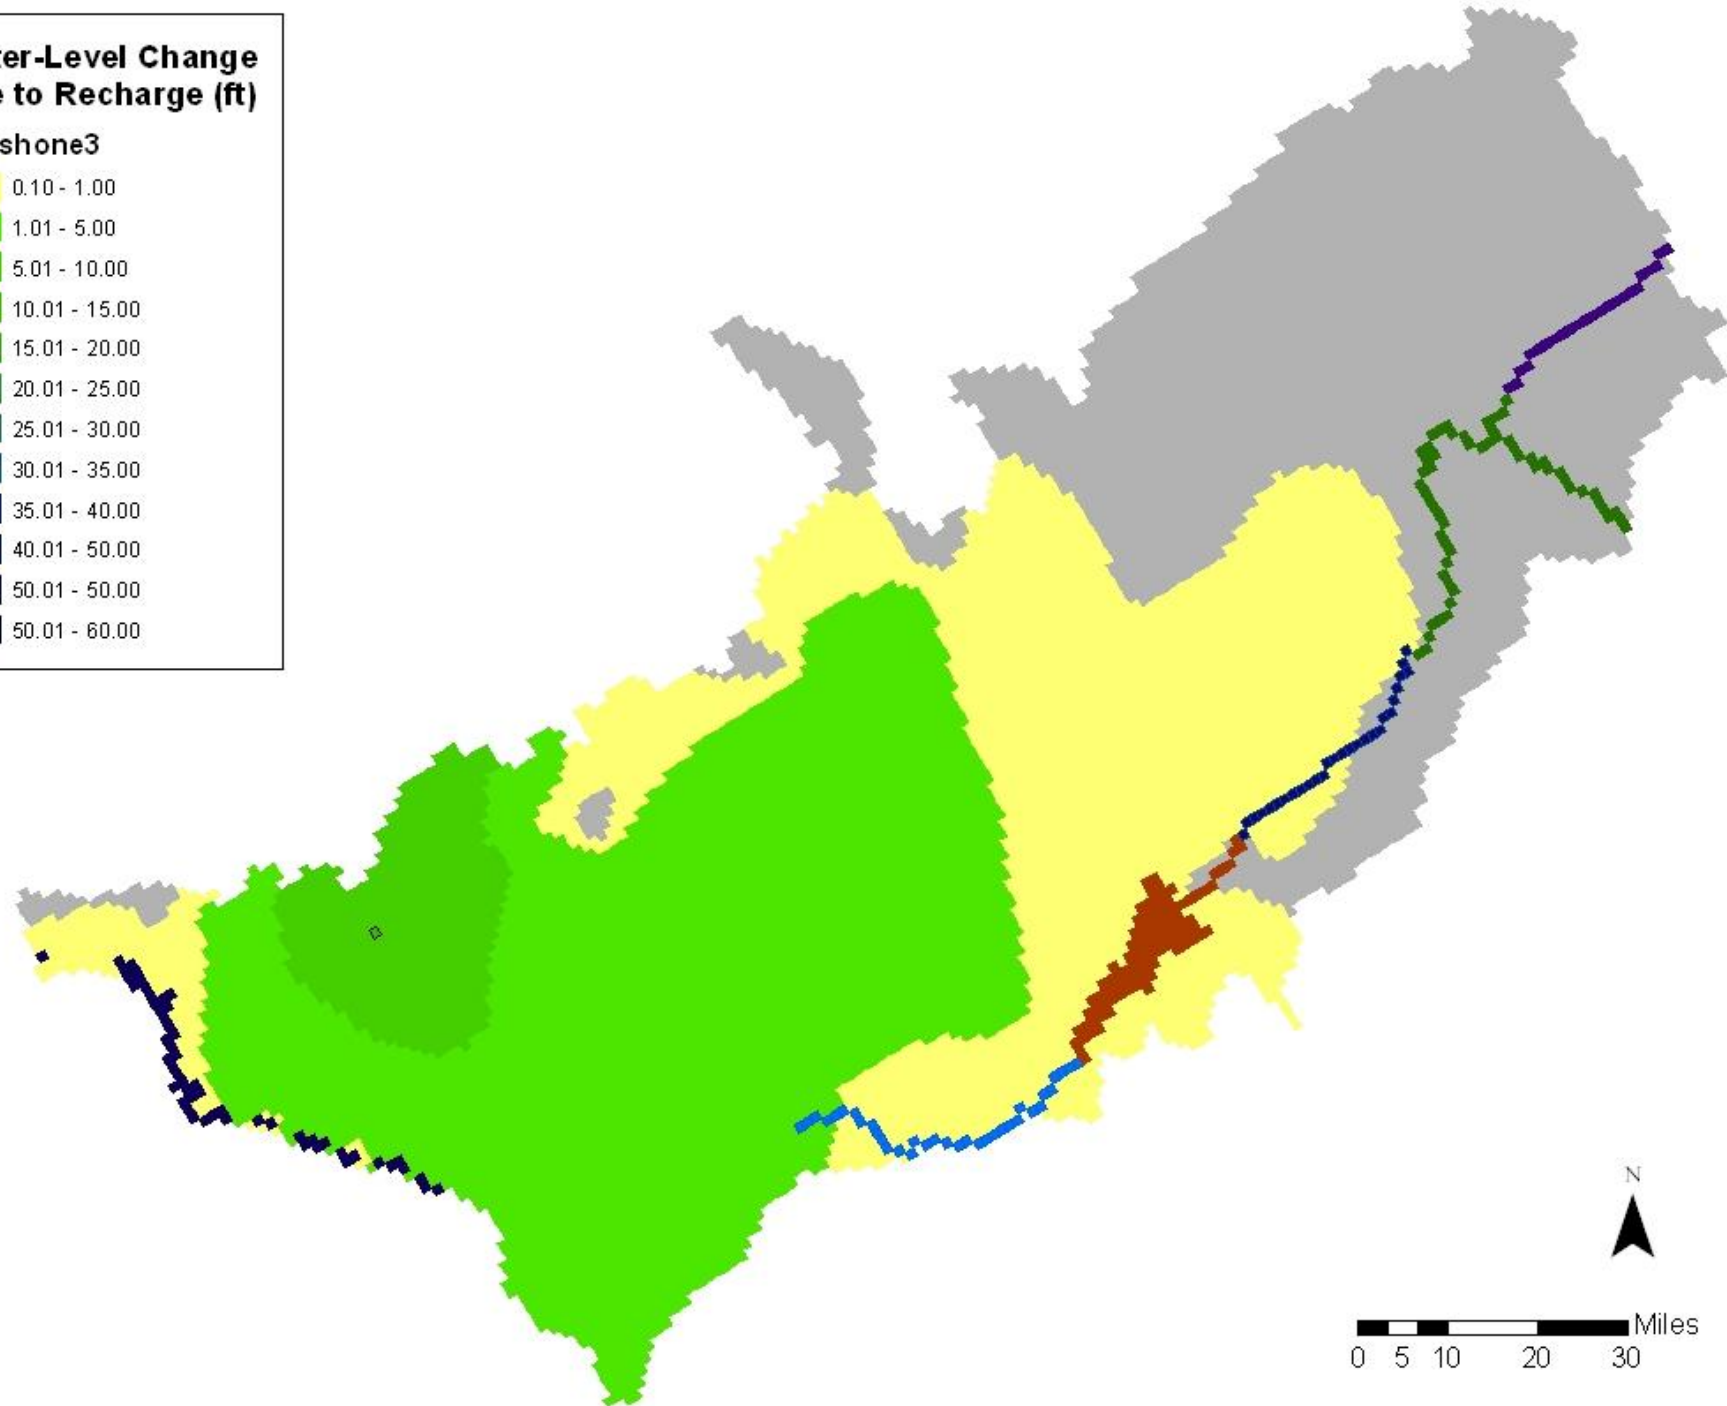 ter-Level Change
e to Recharge (ft)
shone3
0.10 - 1.00
1.01 - 5.00
5.01 - 10.00
10.01 - 15.00
15.01 - 20.00
20.01 - 25.00
25.01 - 30.00
30.01 - 35.00
35.01 - 40.00
40.01 - 50.00
50.01 - 50.00
50.01 - 60.00
N
Miles
0 5 10 20 30